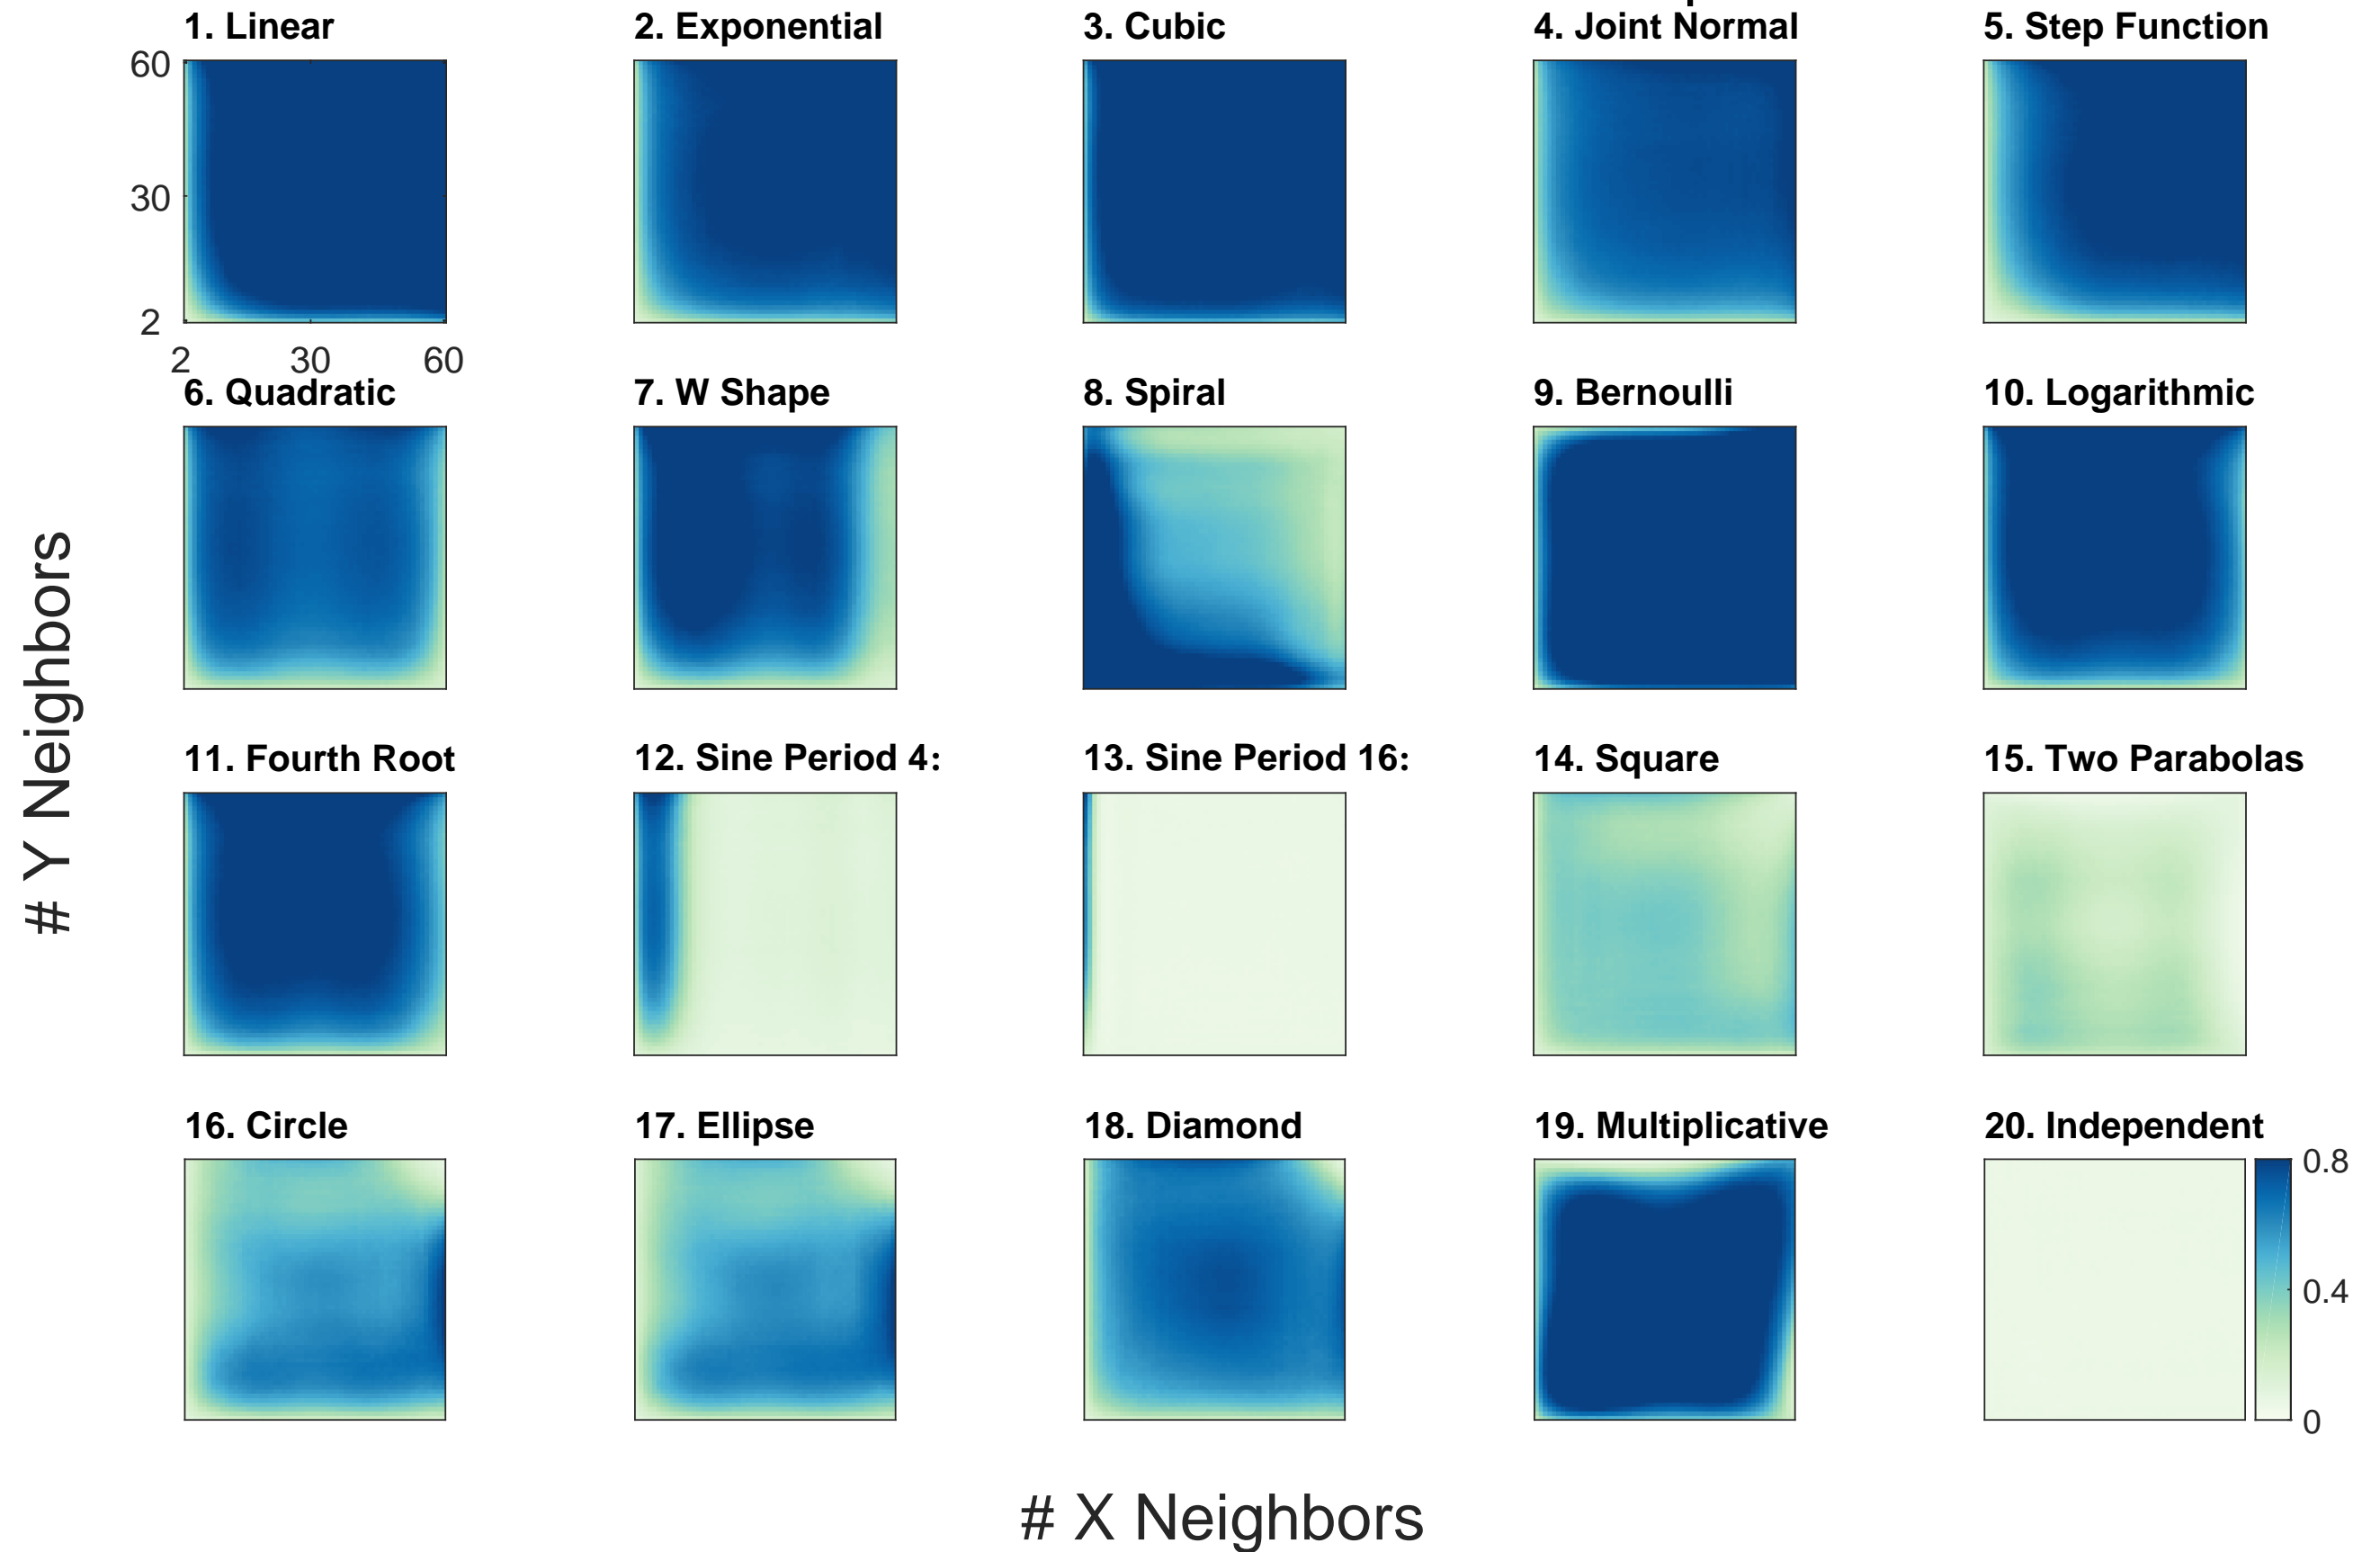 1. Linear
2. Exponential
3. Cubic
4. Joint Normal
5. Step Function
60
30
2
2
30
60
6. Quadratic
7. W Shape
8. Spiral
9. Bernoulli
10. Logarithmic
# Y Neighbors
11. Fourth Root
12. Sine Period 4:
13. Sine Period 16:
14. Square
15. Two Parabolas
16. Circle
17. Ellipse
18. Diamond
19. Multiplicative
20. Independent
0.8
0.4
0
# X Neighbors